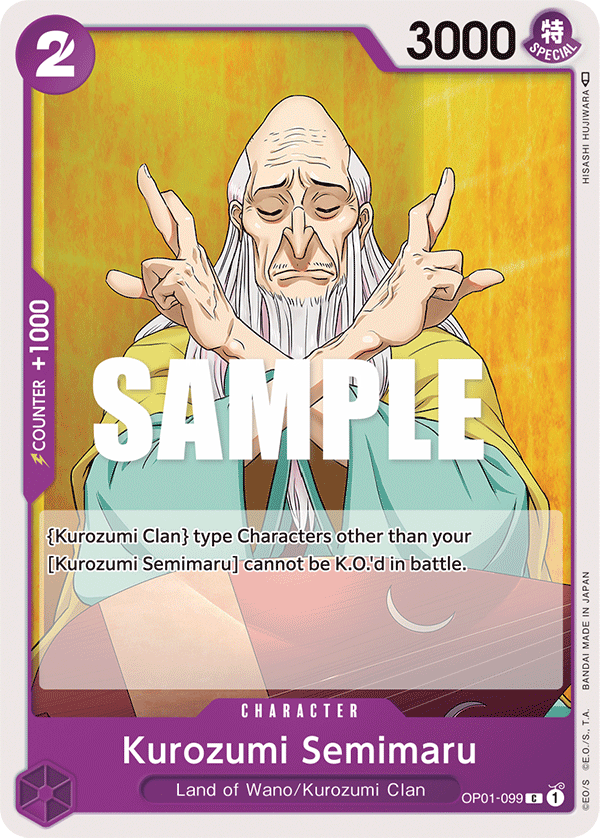 2
3000
特
SPECIAL
HISASHI HUJIWARA
COUNTER +1000
SAMPLE
{Kurozumi Clan} type Characters other than your
[Kurozumi Semimaru] cannot be K.O.'d in battle.
CHARACTER
Kurozumi Semimaru
Land of Wano/Kurozumi Clan
OP01-099 C 1
©EO/S ©E.O./S., T.A. BANDAI MADE IN JAPAN